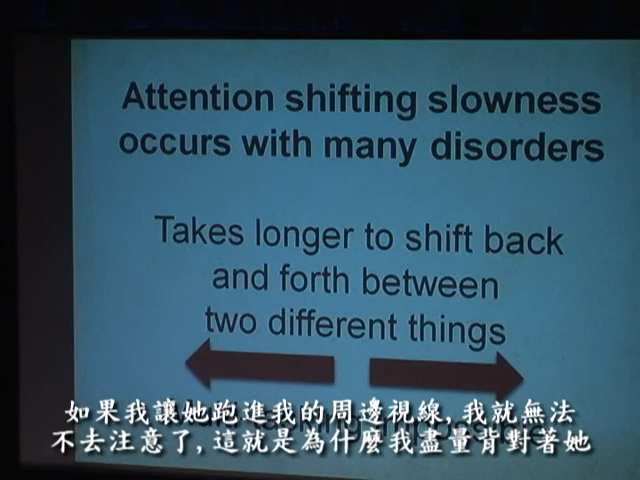 Attention shifting slowness
occurs with many disorders
Takes longer to shift back
and forth between
two different things
如果我讓她跑進我的周邊視線,我就無法
不去注意了,這就是為什麼我盡量背對著她